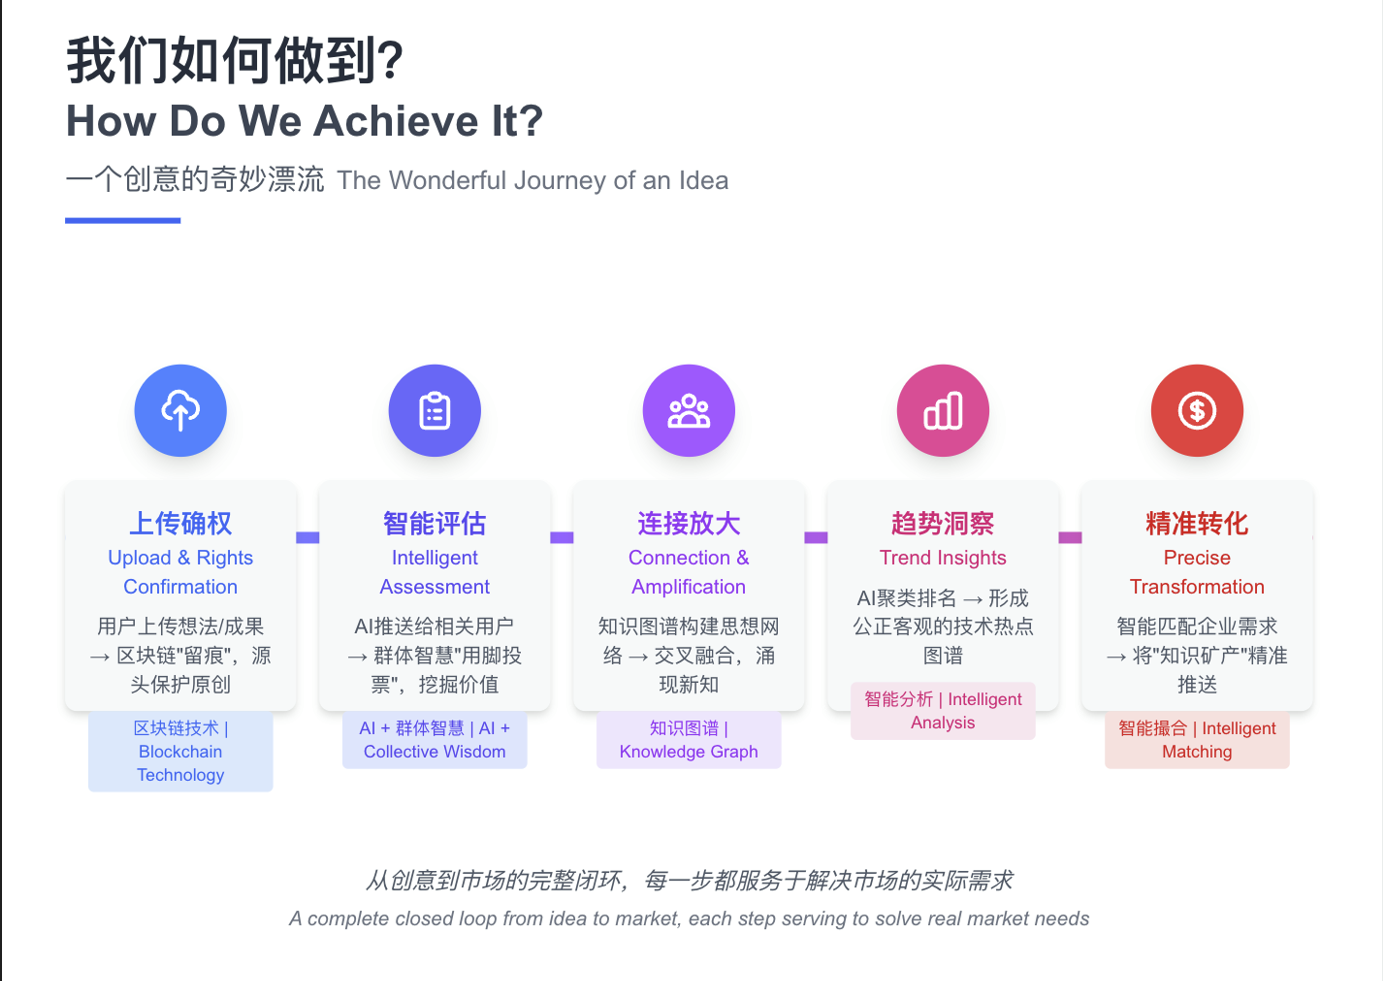 我们如何做到?
How Do We Achieve It?
一个创意的奇妙漂流 The Wonderful Journey of an Idea
上传确权
Upload & Rights
Confirmation
用户上传想法/成果
→ 区块链"留痕"，源
头保护原创
区块链技术 |
Blockchain
Technology
智能评估
Intelligent
Assessment
AI推送给相关用户
→ 群体智慧"用脚投
票"，挖掘价值
AI + 群体智慧 | AI +
Collective Wisdom
连接放大
Connection &
Amplification
知识图谱构建思想网
络 → 交叉融合，涌
现新知
知识图谱 |
Knowledge Graph
趋势洞察
Trend Insights
AI聚类排名 → 形成
公正客观的技术热点
图谱
智能分析 | Intelligent
Analysis
精准转化
Precise
Transformation
智能匹配企业需求
→ 将"知识矿产"精准
推送
智能撮合 | Intelligent
Matching
从创意到市场的完整闭环，每一步都服务于解决市场的实际需求
A complete closed loop from idea to market, each step serving to solve real market needs